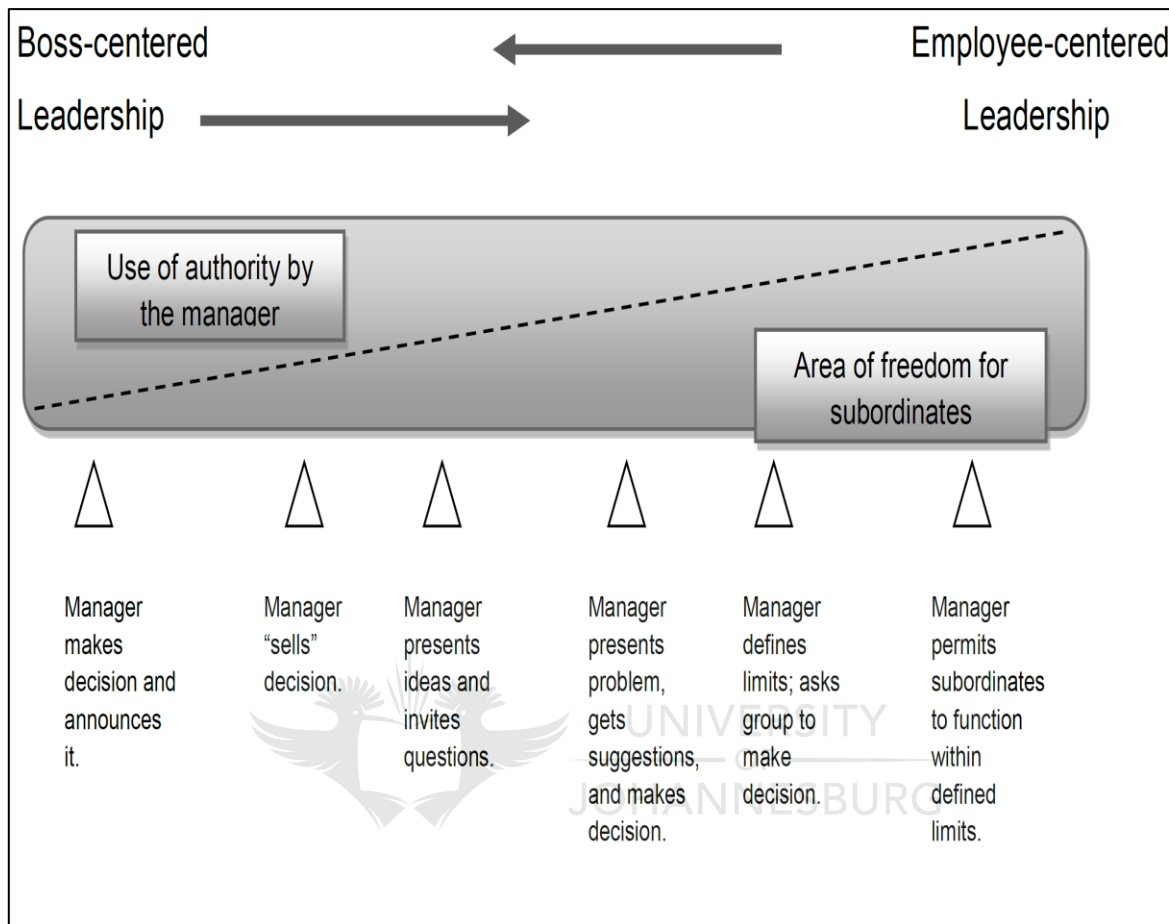 Boss-centered
Leadership
Employee-centered
Leadership
Use of authority by
the manager
Area of freedom for
subordinates
Manager
makes
decision and
announces
it.
Manager
“sells”
decision.
Manager
presents
ideas and
invites
questions.
Manager
presents
problem,
gets
suggestions,
and makes
decision.
Manager
defines
limits; asks
group to
make
decision.
Manager
permits
subordinates
to function
within
defined
limits.
UNIVERSITY
OF
JOHANNESBURG